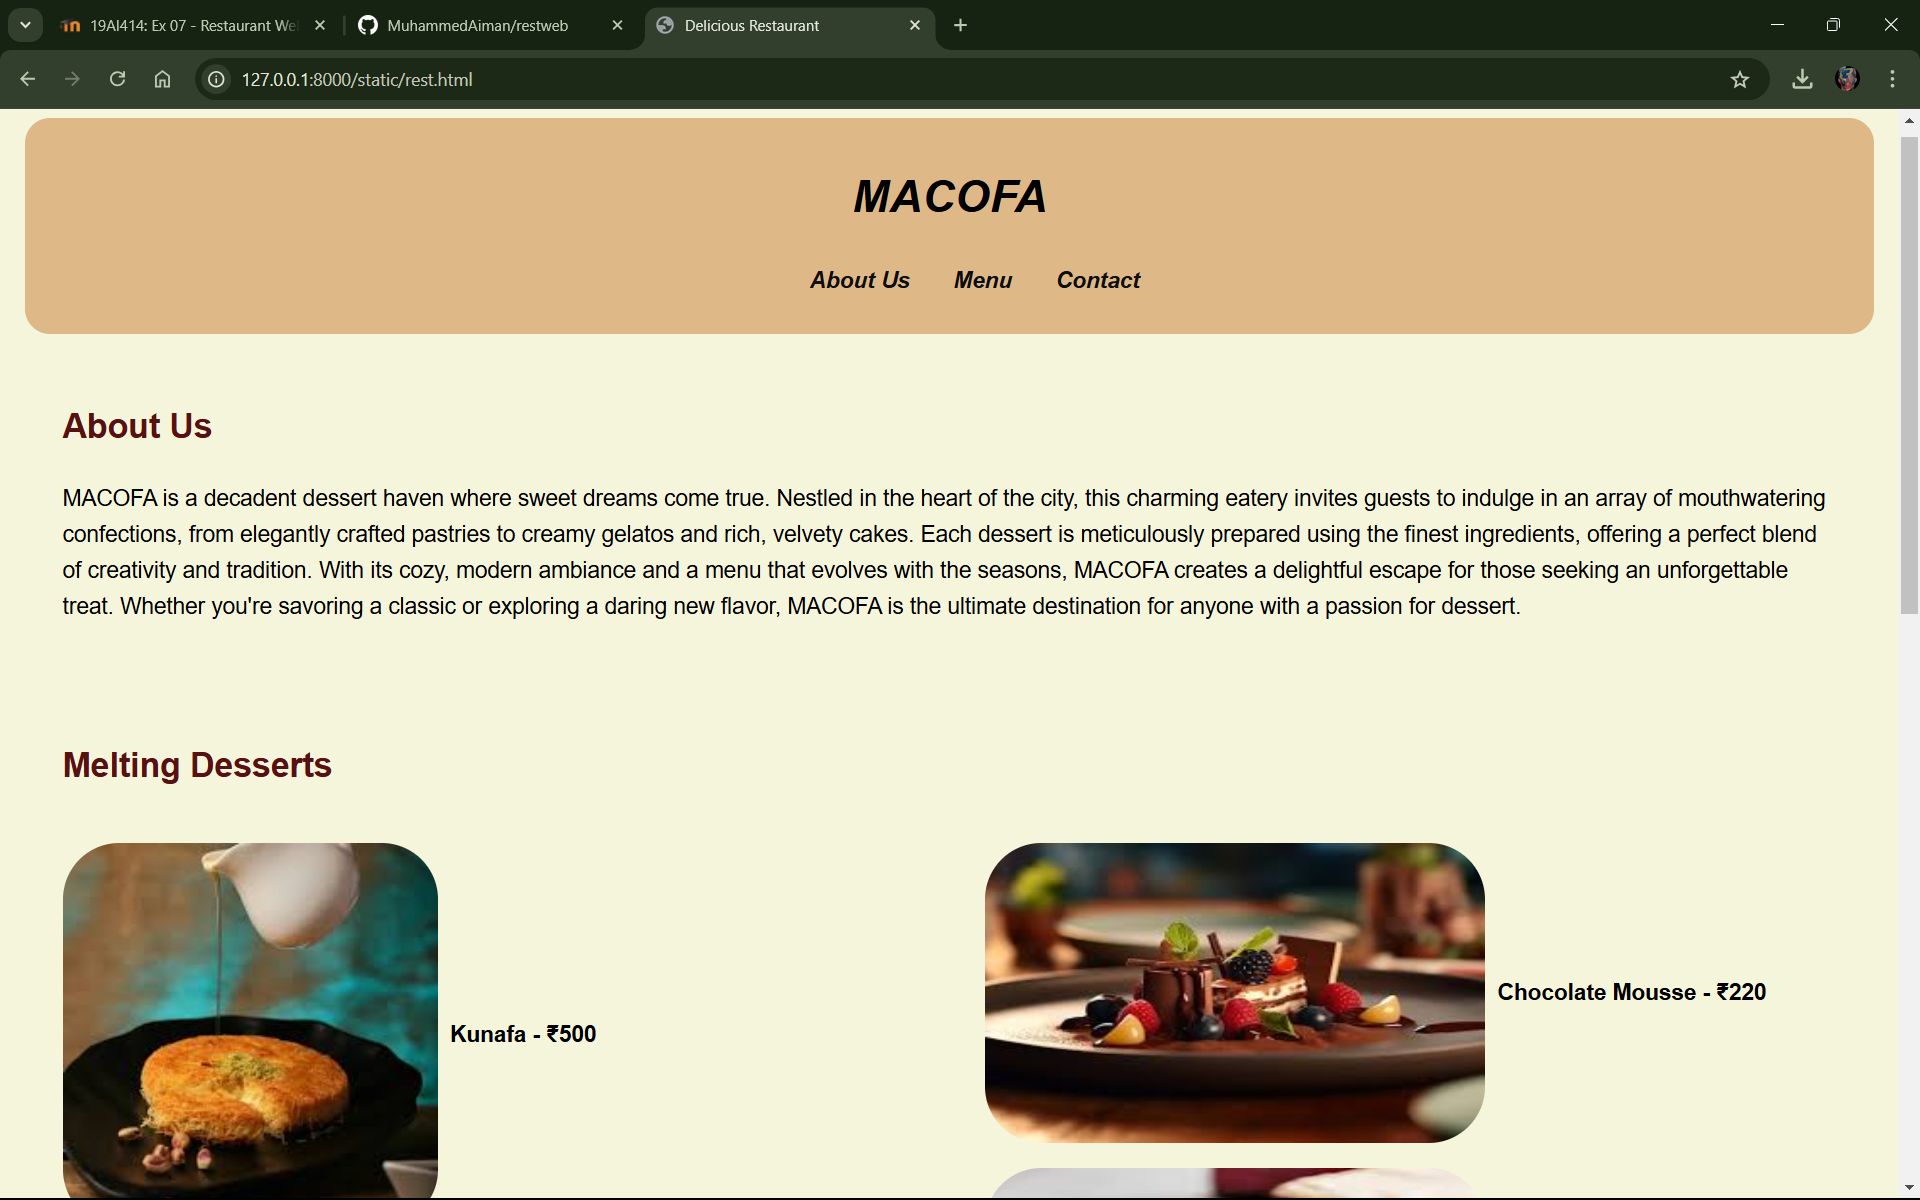 19AI414: Ex 07 - Restaurant We
MuhammedAiman/restweb
Delicious Restaurant
127.0.0.1:8000/static/rest.html
MACOFA
About Us
Menu
Contact
About Us
MACOFA is a decadent dessert haven where sweet dreams come true. Nestled in the heart of the city, this charming eatery invites guests to indulge in an array of mouthwatering
confections, from elegantly crafted pastries to creamy gelatos and rich, velvety cakes. Each dessert is meticulously prepared using the finest ingredients, offering a perfect blend
of creativity and tradition. With its cozy, modern ambiance and a menu that evolves with the seasons, MACOFA creates a delightful escape for those seeking an unforgettable
treat. Whether you're savoring a classic or exploring a daring new flavor, MACOFA is the ultimate destination for anyone with a passion for dessert.
Melting Desserts
Kunafa - ₹500
Chocolate Mousse - ₹220